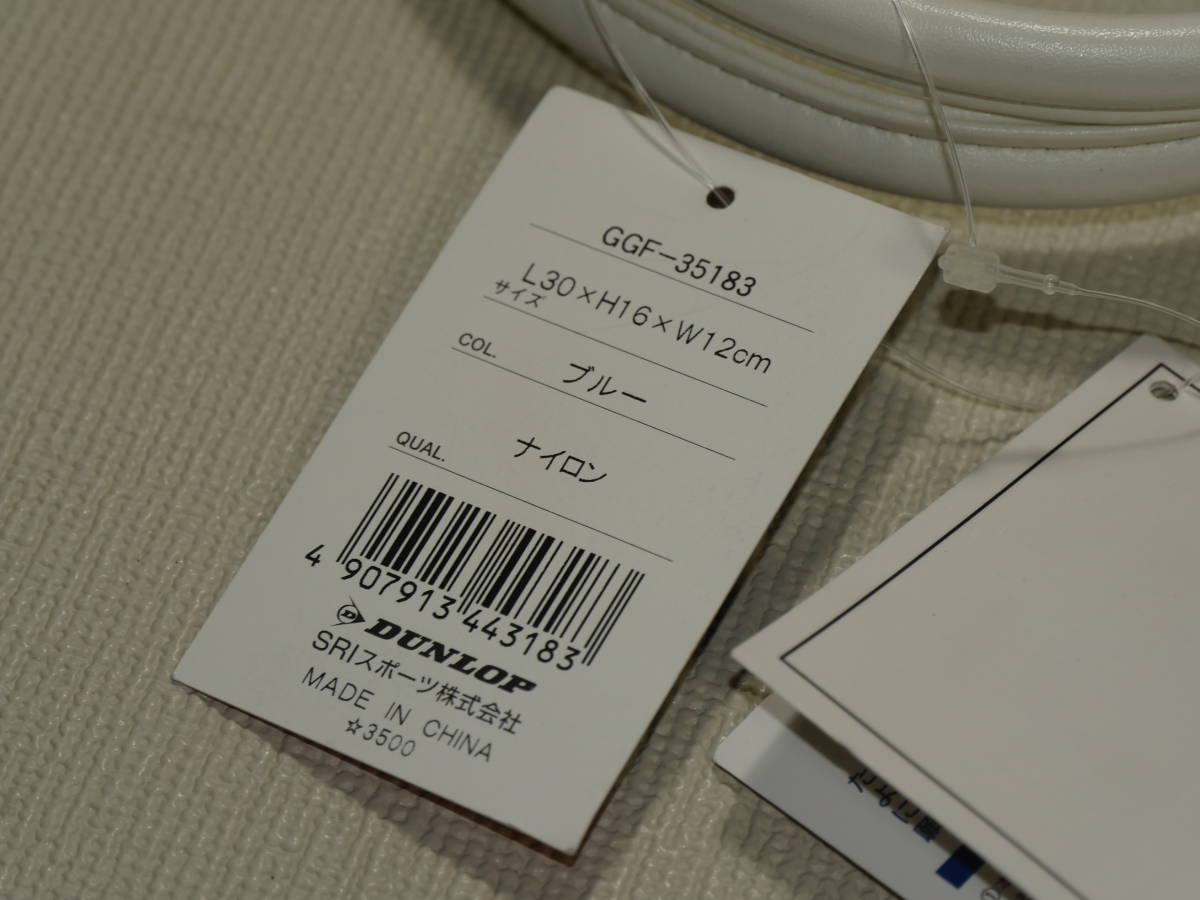 GGF-35183
L30×H16×W12cm
サイズ
COL.
ブルー
QUAL.
ナイロン
4 907913 443183
D DUNLOP
SRIスポーツ株式会社
MADE IN CHINA
☆3500